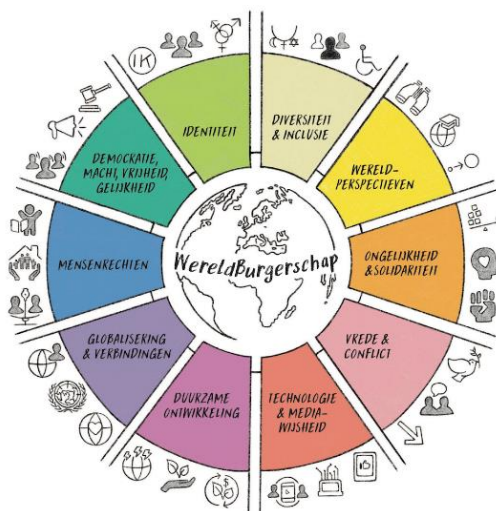 IK
IDENTITEIT
DIVERSITEIT
& INCLUSIE
WERELD-
PERSPECTIEVEN
ONGELIJKHEID
& SOLIDARITEIT
VREDE &
CONFLICT
TECHNOLOGIE
& MEDIA-
WIJSHEID
DUURZAME
ONTWIKKELING
GLOBALISERING
& VERBINDINGEN
MENSENRECHTEN
DEMOCRATIE,
MACHT, VRIJHEID,
GELIJKHEID
WereldBurgerschap